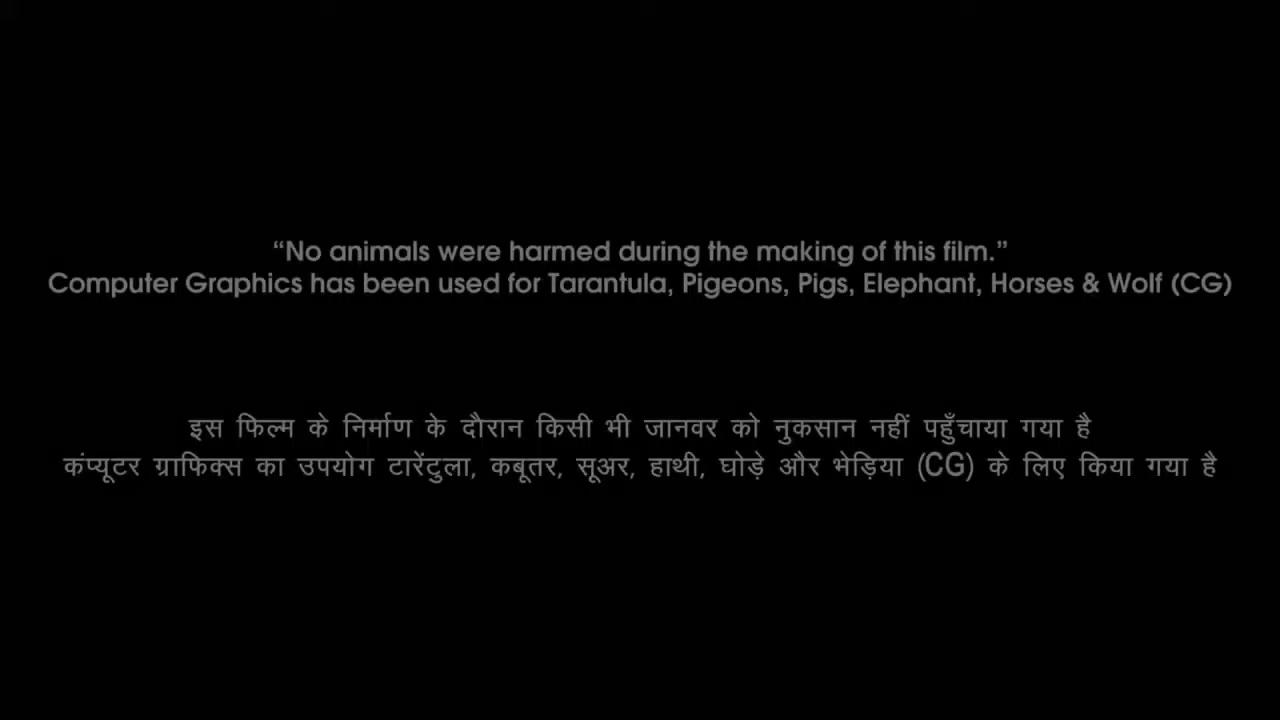 “No animals were harmed during the making of this film.”
Computer Graphics has been used for Tarantula, Pigeons, Pigs, Elephant, Horses & Wolf (CG)
इस फिल्म के निर्माण के दौरान किसी भी जानवर को नुकसान नहीं पहुँचाया गया है
कंप्यूटर ग्राफिक्स का उपयोग टारेंटुला, कबूतर, सूअर, हाथी, घोड़े और भेड़िया (CG) के लिए किया गया है